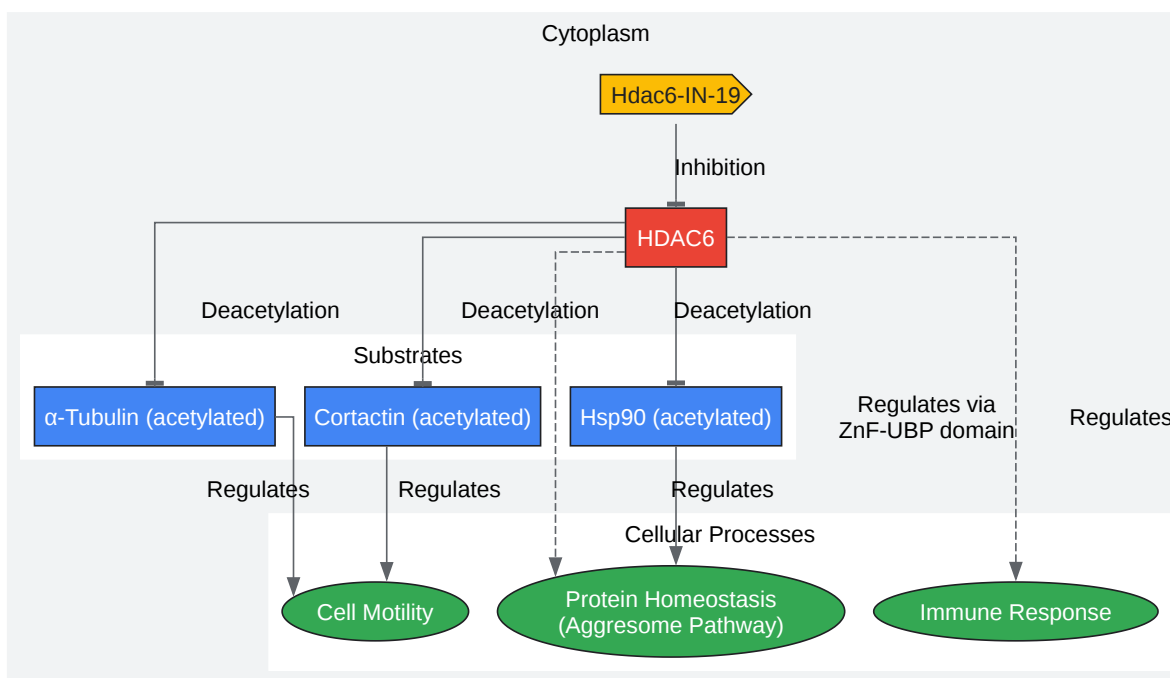 Cytoplasm
Hdac6-IN-19
Inhibition
HDAC6
Deacetylation
Deacetylation
Deacetylation
Substrates
α-Tubulin (acetylated)
Cortactin (acetylated)
Hsp90 (acetylated)
Regulates via
ZnF-UBP domain
Regulates
Regulates
Regulates
Regulates
Cellular Processes
Cell Motility
Protein Homeostasis
(Aggresome Pathway)
Immune Response